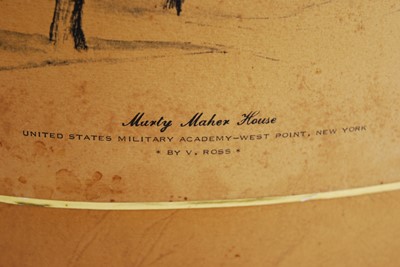 Murty Maher House
UNITED STATES MILITARY ACADEMY—WEST POINT, NEW YORK
• BY V. ROSS •